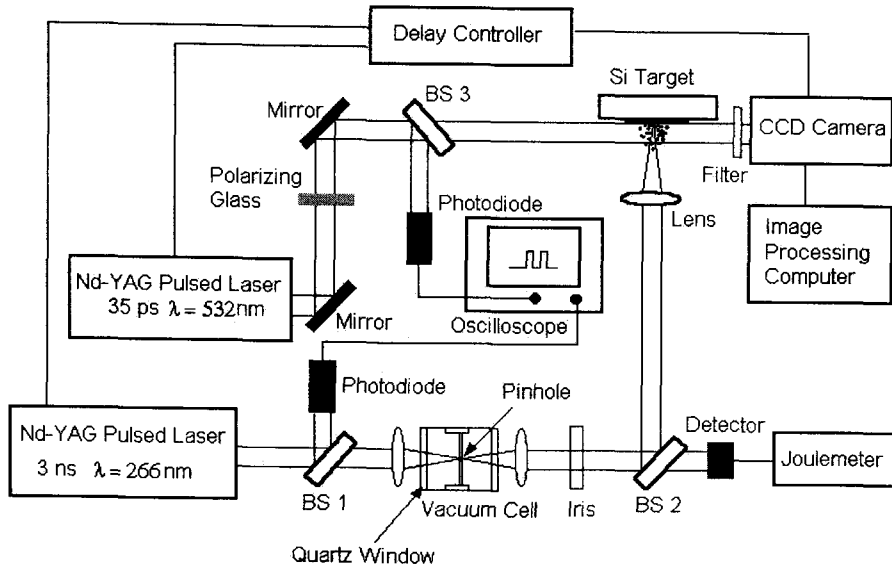 Delay Controller
Si Target
BS 3
Mirror
CCD Camera
Polarizing
Glass
Filter
Photodiode
Lens
Image
Processing
Computer
Nd-YAG Pulsed Laser
35 ps λ = 532nm
Mirror
Oscilloscope
Photodiode
Pinhole
Detector
Nd-YAG Pulsed Laser
3 ns λ = 266nm
Joulemeter
BS 1
Vacuum Cell
Iris
BS 2
Quartz Window